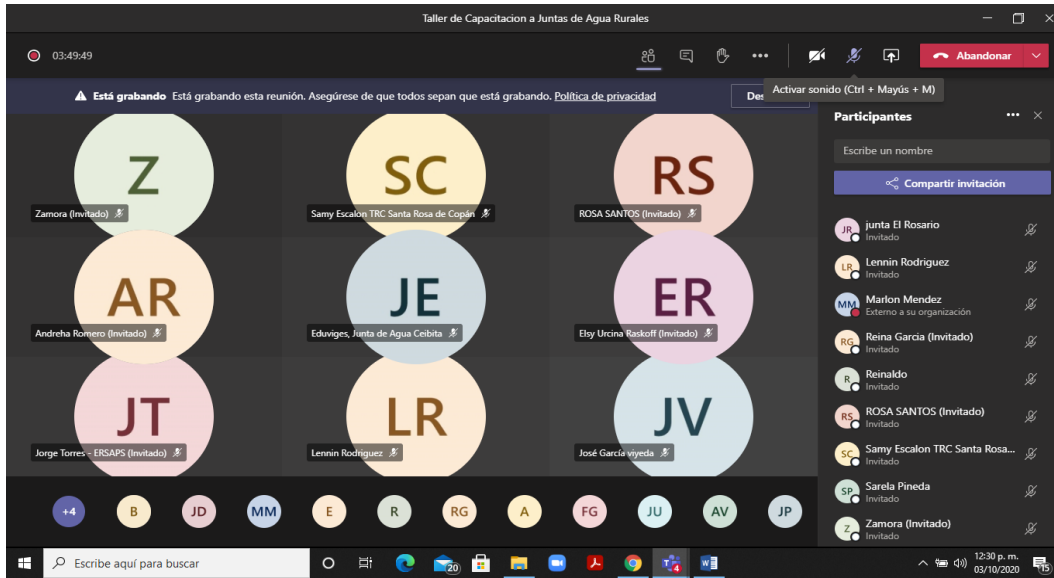 Taller de Capacitacion a Juntas de Agua Rurales
03:49:49
Abandonar
Activar sonido (Ctrl + Mayús + M)
Está grabando Está grabando esta reunión. Asegúrese de que todos sepan que está grabando. Política de privacidad
Des
Z
Zamora (Invitado)
SC
Samy Escalon TRC Santa Rosa de Copán
RS
ROSA SANTOS (Invitado)
AR
Andreha Romero (Invitado)
JE
Eduviges, Junta de Agua Ceibita
ER
Elsy Urcina Raskoff (Invitado)
JT
Jorge Torres - ERSAPS (Invitado)
LR
Lennin Rodriguez
JV
José García viyeda
+4
B
JD
MM
E
R
RG
A
FG
JU
AV
JP
Participantes
Escribe un nombre
Compartir invitación
JR
junta El Rosario
Invitado
LR
Lennin Rodriguez
Invitado
MM
Marlon Mendez
Externo a su organización
RG
Reina Garcia (Invitado)
Invitado
R
Reinaldo
Invitado
RS
ROSA SANTOS (Invitado)
Invitado
SC
Samy Escalon TRC Santa Rosa...
Invitado
SP
Sarela Pineda
Invitado
Z
Zamora (Invitado)
Invitado
Escribe aquí para buscar
20
4
12:30 p. m.
03/10/2020
15